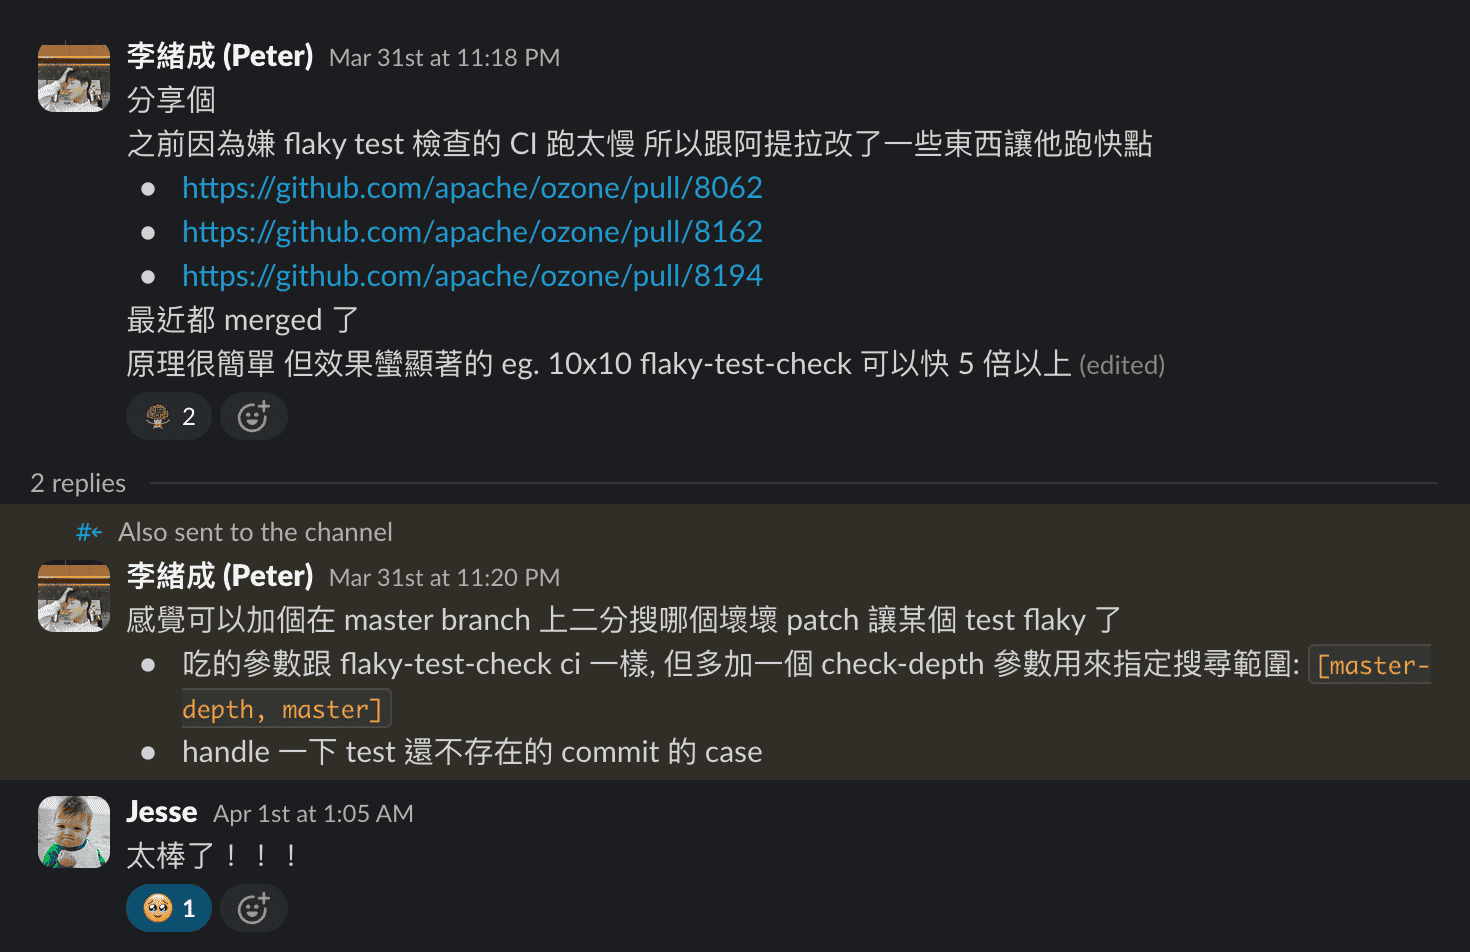 李緒成 (Peter) Mar 31st at 11:18 PM
分享個
之前因為嫌 flaky test 檢查的 CI 跑太慢 所以跟阿提拉改了一些東西讓他跑快點
● https://github.com/apache/ozone/pull/8062
● https://github.com/apache/ozone/pull/8162
● https://github.com/apache/ozone/pull/8194
最近都 merged 了
原理很簡單 但效果蠻顯著的 eg. 10x10 flaky-test-check 可以快 5 倍以上 (edited)
2
2 replies
Also sent to the channel
李緒成 (Peter) Mar 31st at 11:20 PM
感覺可以加個在 master branch 上二分搜哪個壞壞 patch 讓某個 test flaky 了
● 吃的參數跟 flaky-test-check ci 一樣, 但多加一個 check-depth 參數用來指定搜尋範圍: [master-
depth, master]
● handle 一下 test 還不存在的 commit 的 case
Jesse Apr 1st at 1:05 AM
太棒了！！！
1